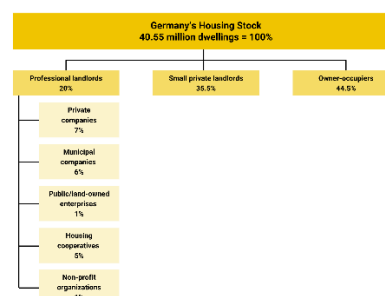 Germany's Housing Stock
40.55 million dwellings = 100%
Professional landlords
20%
Small private landlords
35.5%
Owner-occupiers
44.5%
Private
companies
7%
Municipal
companies
6%
Public/land-owned
enterprises
1%
Housing
cooperatives
5%
Non-profit
organizations